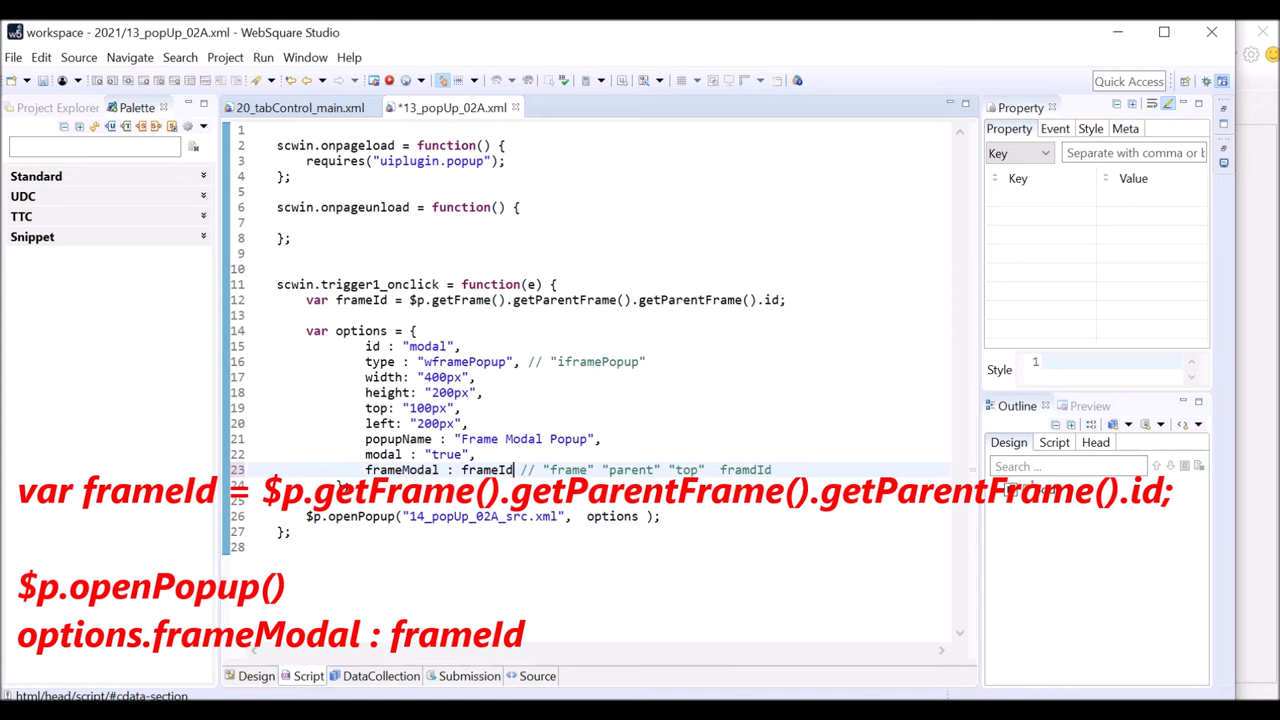 workspace - 2021/13_popUp_02A.xml - WebSquare Studio
File Edit Source Navigate Search Project Run Window Help
Quick Access
Project Explorer Palette
20_tabControl_main.xml
*13_popUp_02A.xml
Property
Property Event Style Meta
Key
Separate with comma or b
Key Value
Standard
UDC
TTC
Snippet
1
2 scwin.onpageload = function() {
3 requires("uiplugin.popup");
4 };
5
6 scwin.onpageunload = function() {
7
8 };
9
10
11 scwin.trigger1_onclick = function(e) {
12 var frameId = $p.getFrame().getParentFrame().getParentFrame().id;
13
14 var options = {
15 id : "modal",
16 type : "wframePopup", // "iframePopup"
17 width: "400px",
18 height: "200px",
19 top: "100px",
20 left: "200px",
21 popupName : "Frame Modal Popup",
22 modal : "true",
23 frameModal : frameId // "frame" "parent" "top" framdId
26 $p.openPopup("14_popUp_02A_src.xml", options );
27 };
28
Style
1
Outline Preview
Design Script Head
Search ...
var frameId = $p.getFrame().getParentFrame().getParentFrame().id;
$p.openPopup()
options.frameModal : frameId
Design Script DataCollection Submission Source
html/head/script/#cdata-section